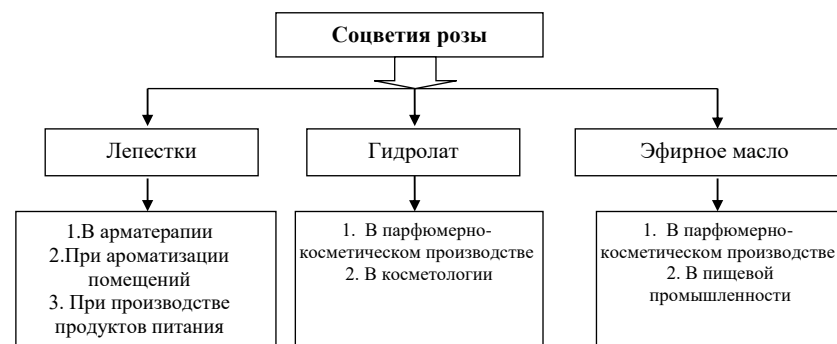 Соцветия розы
Лепестки
Гидролат
Эфирное масло
1.В арматерапии
2.При ароматизации
помещений
3. При производстве
продуктов питания
1. В парфюмерно-
косметическом производстве
2. В косметологии
1. В парфюмерно-
косметическом производстве
2. В пищевой
промышленности